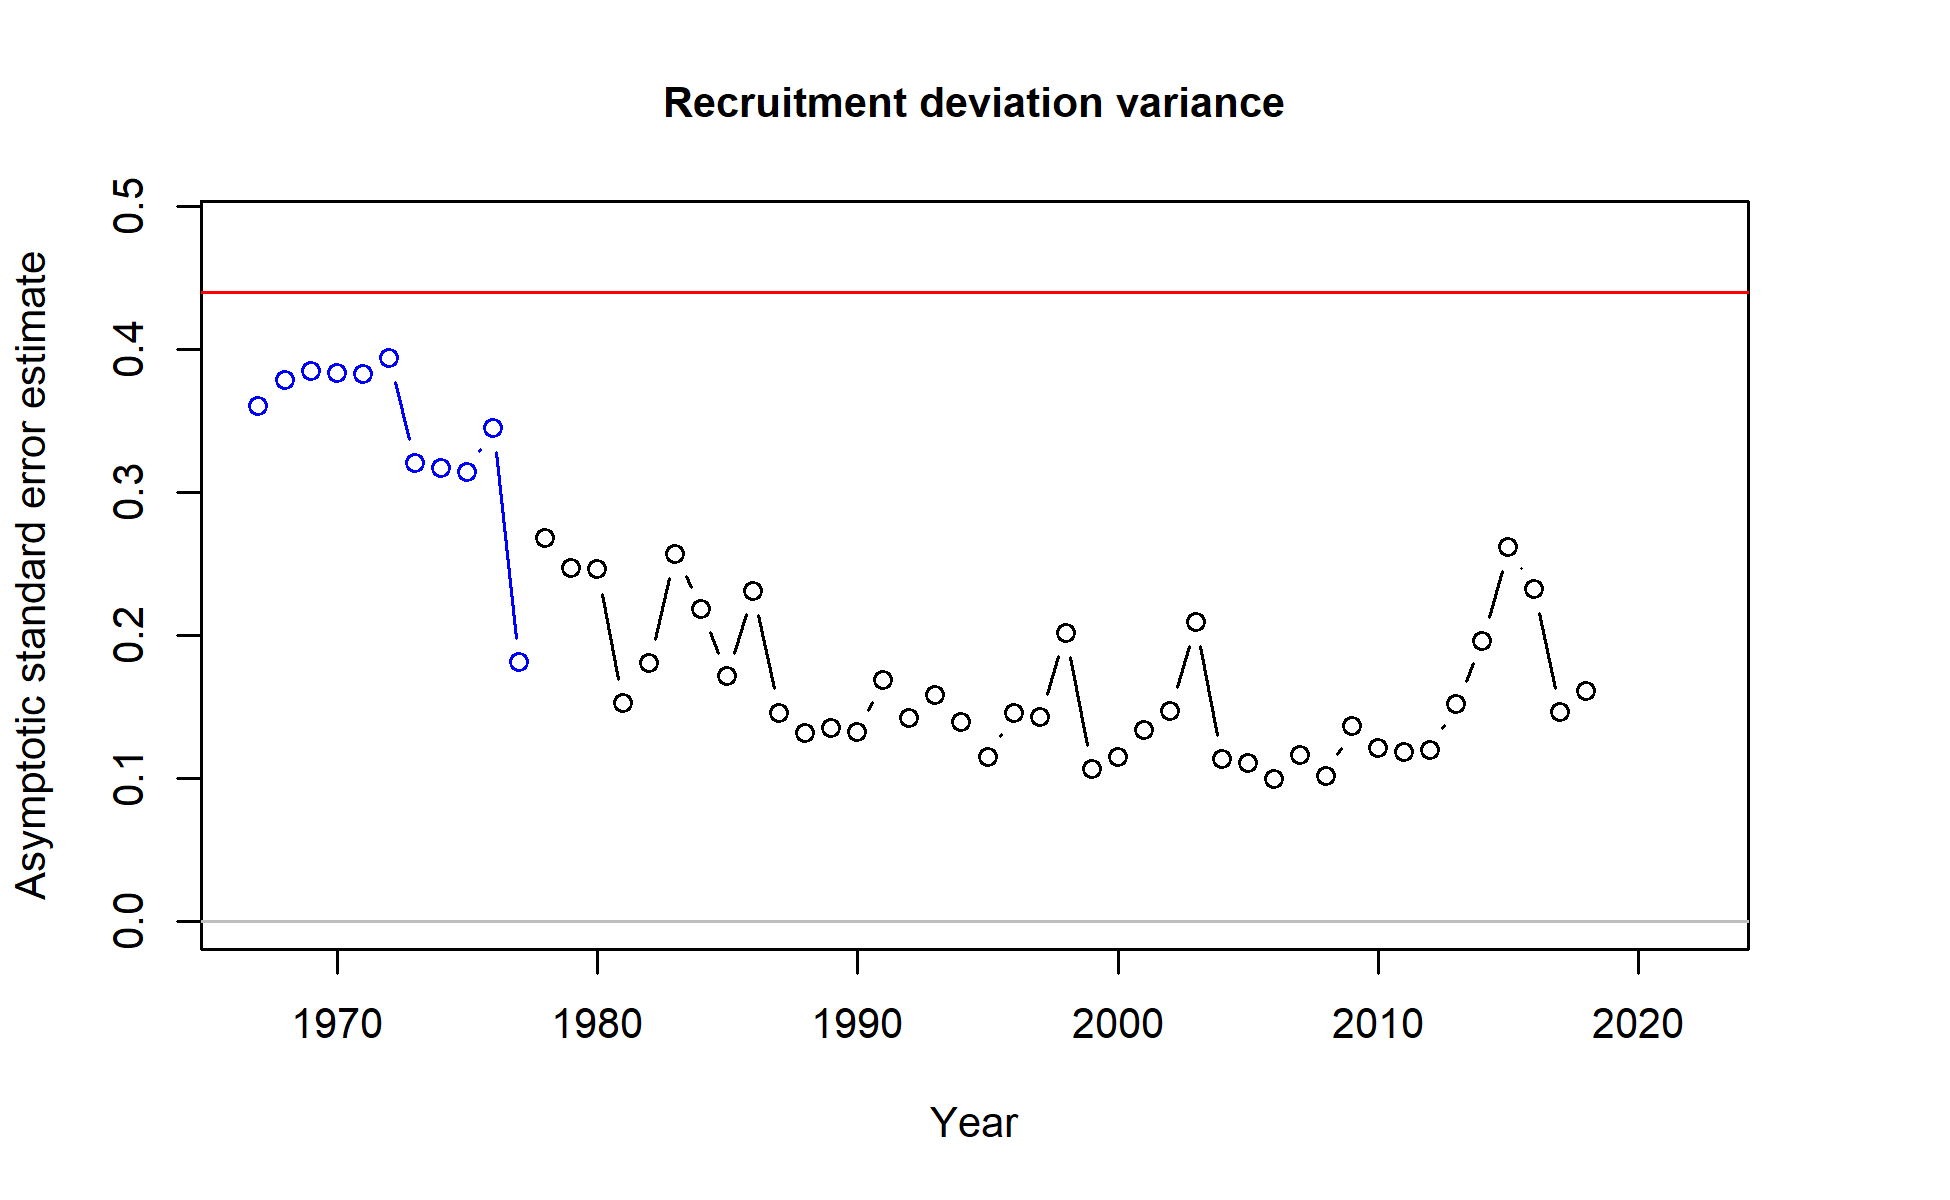 Recruitment deviation variance
Asymptotic standard error estimate
0.5
0.4
0.3
0.2
0.1
0.0
1970 1980 1990 2000 2010 2020
Year